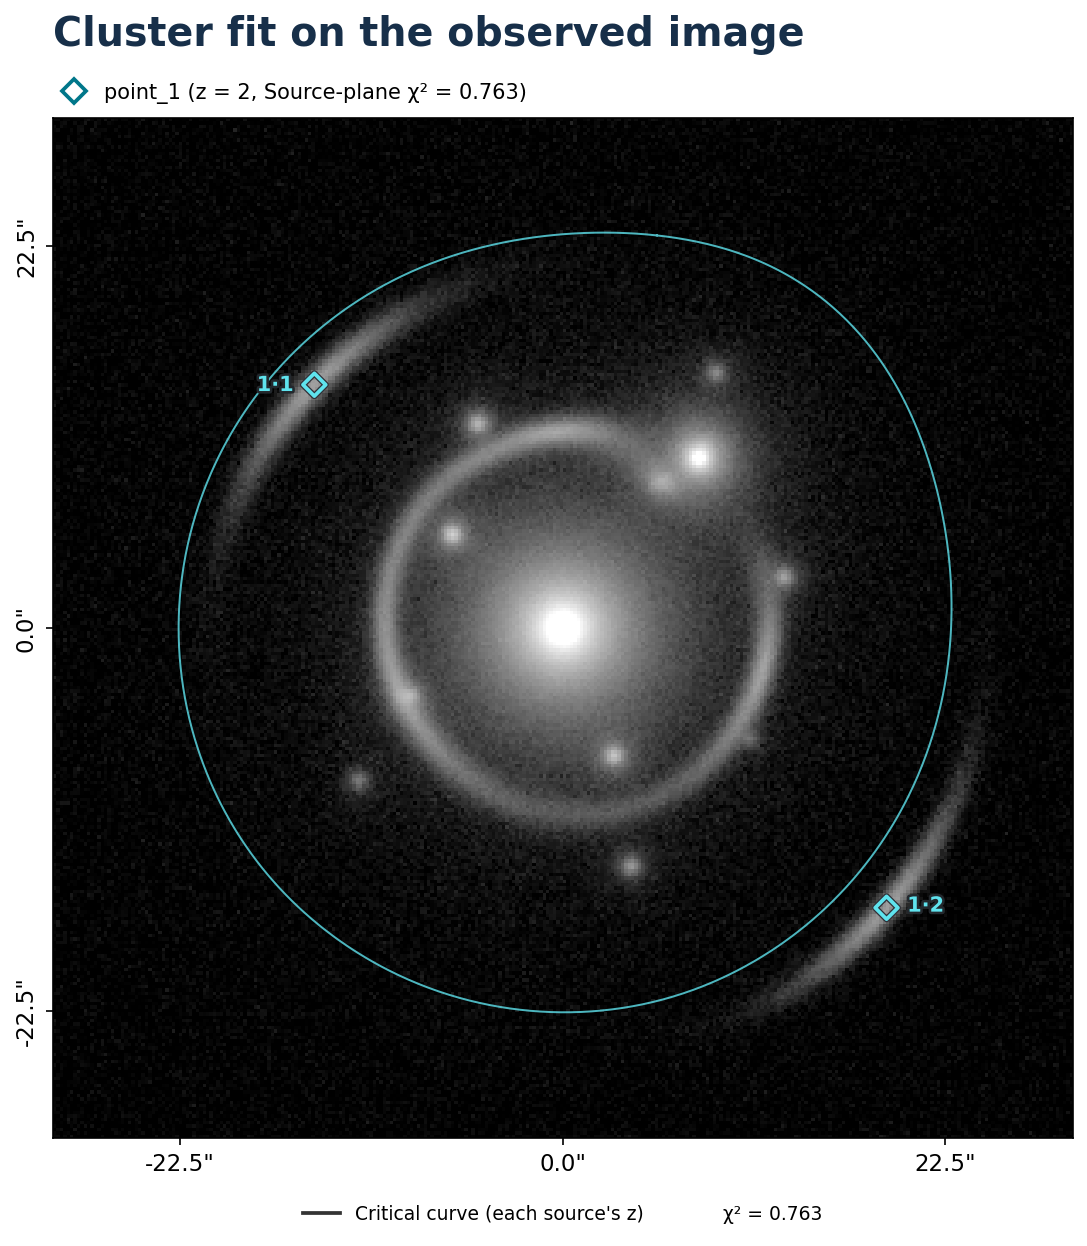 Cluster fit on the observed image
point_1 (z = 2, Source-plane χ² = 0.763)
22.5"
0.0"
-22.5"
1·1
1·2
-22.5"
0.0"
22.5"
Critical curve (each source's z)
χ² = 0.763